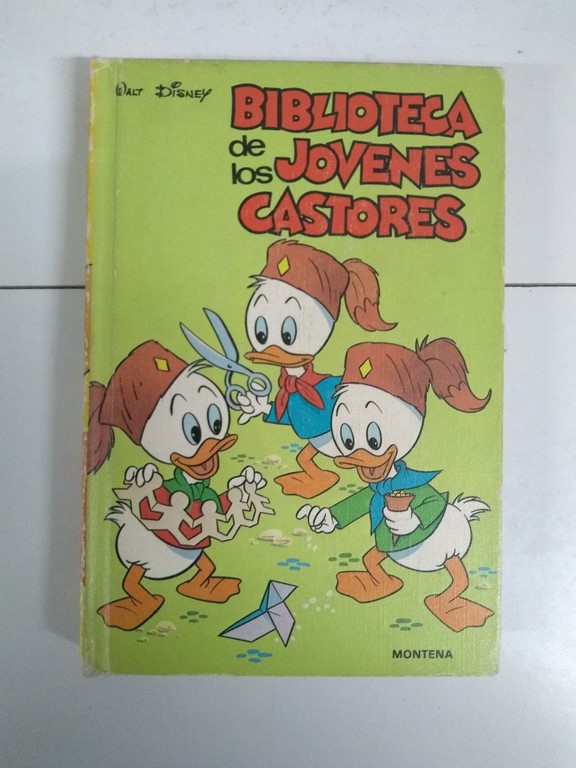 Walt Disney
BIBLIOTECA
de
los JOVENES
CASTORES
MONTENA